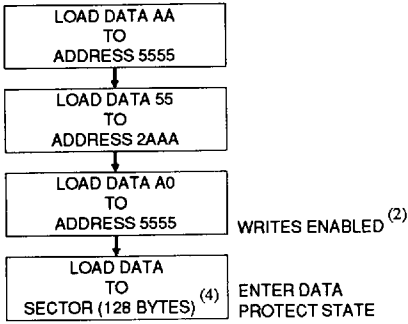 LOAD DATA AA
TO
ADDRESS 5555
LOAD DATA 55
TO
ADDRESS 2AAA
LOAD DATA A0
TO
ADDRESS 5555
WRITES ENABLED (2)
LOAD DATA
TO
SECTOR (128 BYTES) (4)
ENTER DATA
PROTECT STATE